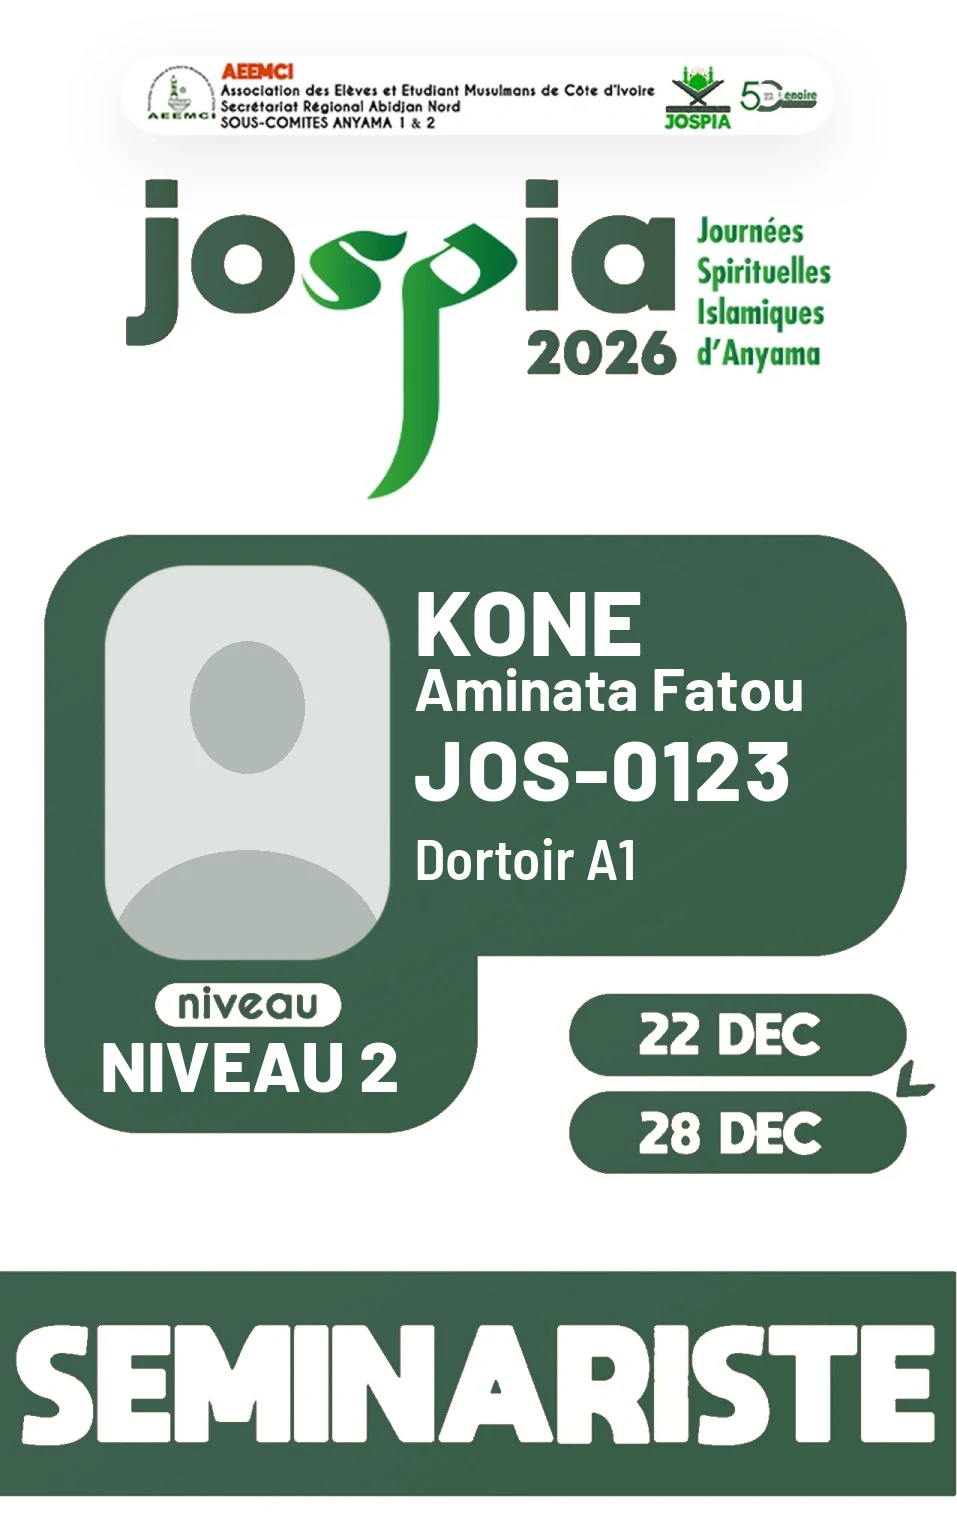 AEEMCI
Association des Elèves et Etudiant Musulmans de Côte d'Ivoire
Secrétariat Régional Abidjan Nord
SOUS-COMITES ANYAMA 1 & 2
AEEMCI
JOSPIA
jospia
2026
Journées
Spirituelles
Islamiques
d'Anyama
KONE
Aminata Fatou
JOS-0123
Dortoir A1
niveau
NIVEAU 2
22 DEC
28 DEC
SEMINARISTE